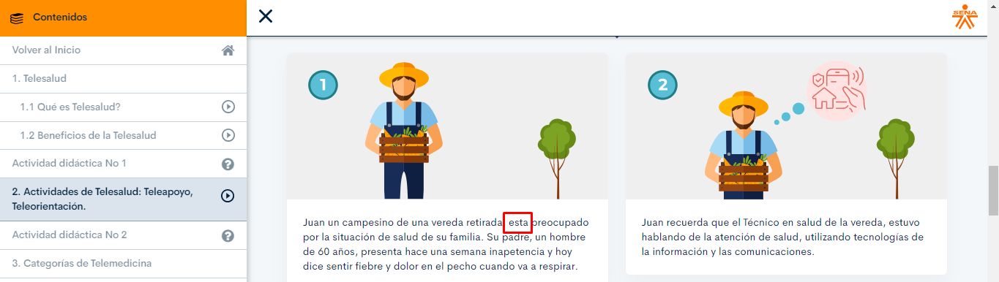 Contenidos
SENA
Volver al Inicio
1. Telesalud
1.1 Qué es Telesalud?
1.2 Beneficios de la Telesalud
Actividad didáctica No 1
2. Actividades de Telesalud: Teleapoyo,
Teleorientación.
Actividad didáctica No 2
3. Categorías de Telemedicina
1
Juan un campesino de una vereda retirada esta preocupado
por la situación de salud de su familia. Su padre, un hombre
de 60 años, presenta hace una semana inapetencia y hoy
dice sentir fiebre y dolor en el pecho cuando va a respirar.
2
Juan recuerda que el Técnico en salud de la vereda, estuvo
hablando de la atención de salud, utilizando tecnologías de
la información y las comunicaciones.